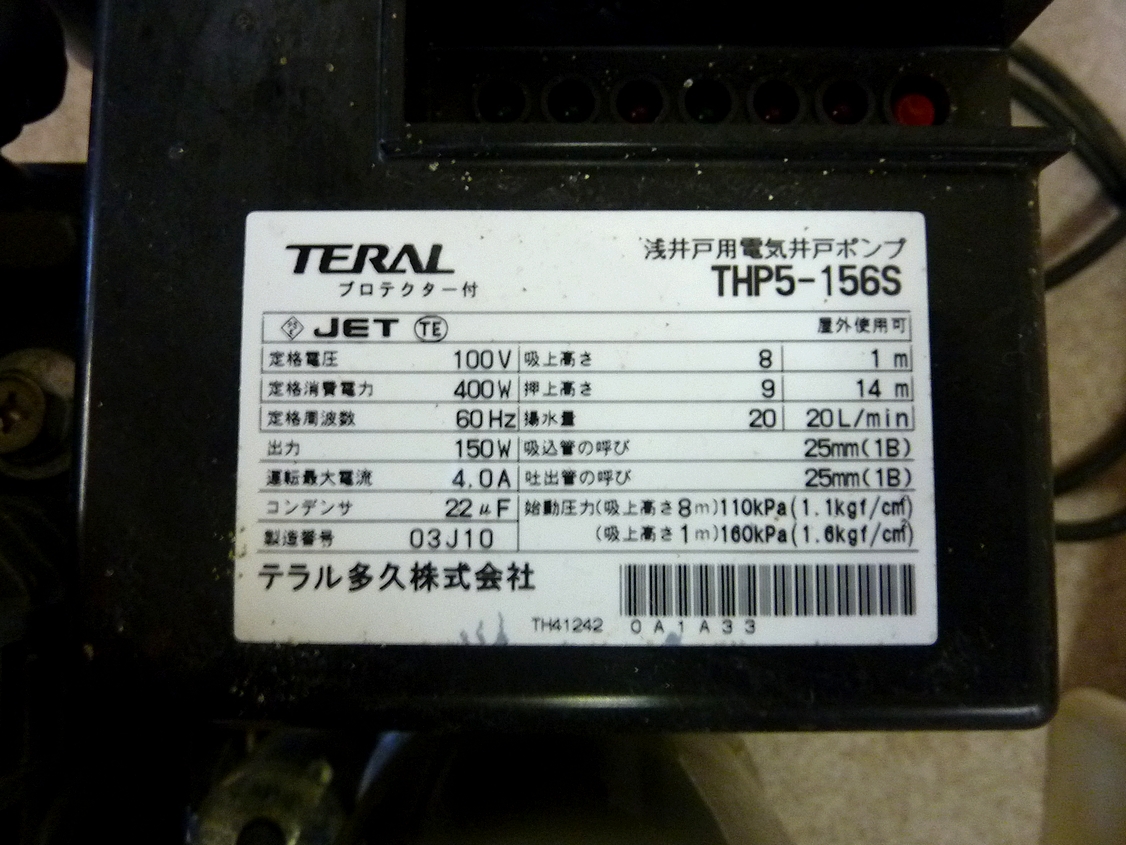 TERAL
プロテクター付
浅井戸用電気井戸ポンプ
THP5-156S
JET TE 屋外使用可
定格電圧 100V 吸上高さ 8 1 m
定格消費電力 400W 押上高さ 9 14 m
定格周波数 60Hz 揚水量 20 20L/min
出力 150W 吸込管の呼び 25mm(1B)
運転最大電流 4.0A 吐出管の呼び 25mm(1B)
コンデンサ 22μF 始動圧力(吸上高さ8m)110kPa(1.1kgf/c㎡)
製造番号 03J10 (吸上高さ1m)160kPa(1.6kgf/c㎡)
テラル多久株式会社
TH41242 0A1A33